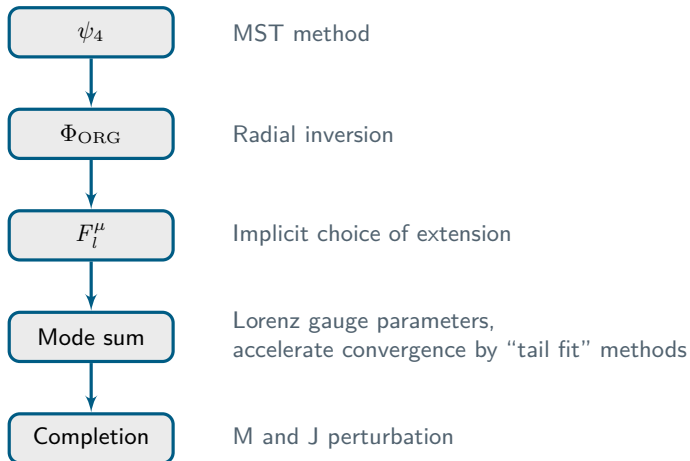 ψ₄ MST method
Φ_ORG Radial inversion
F_l^μ Implicit choice of extension
Mode sum Lorenz gauge parameters,
accelerate convergence by “tail fit” methods
Completion M and J perturbation